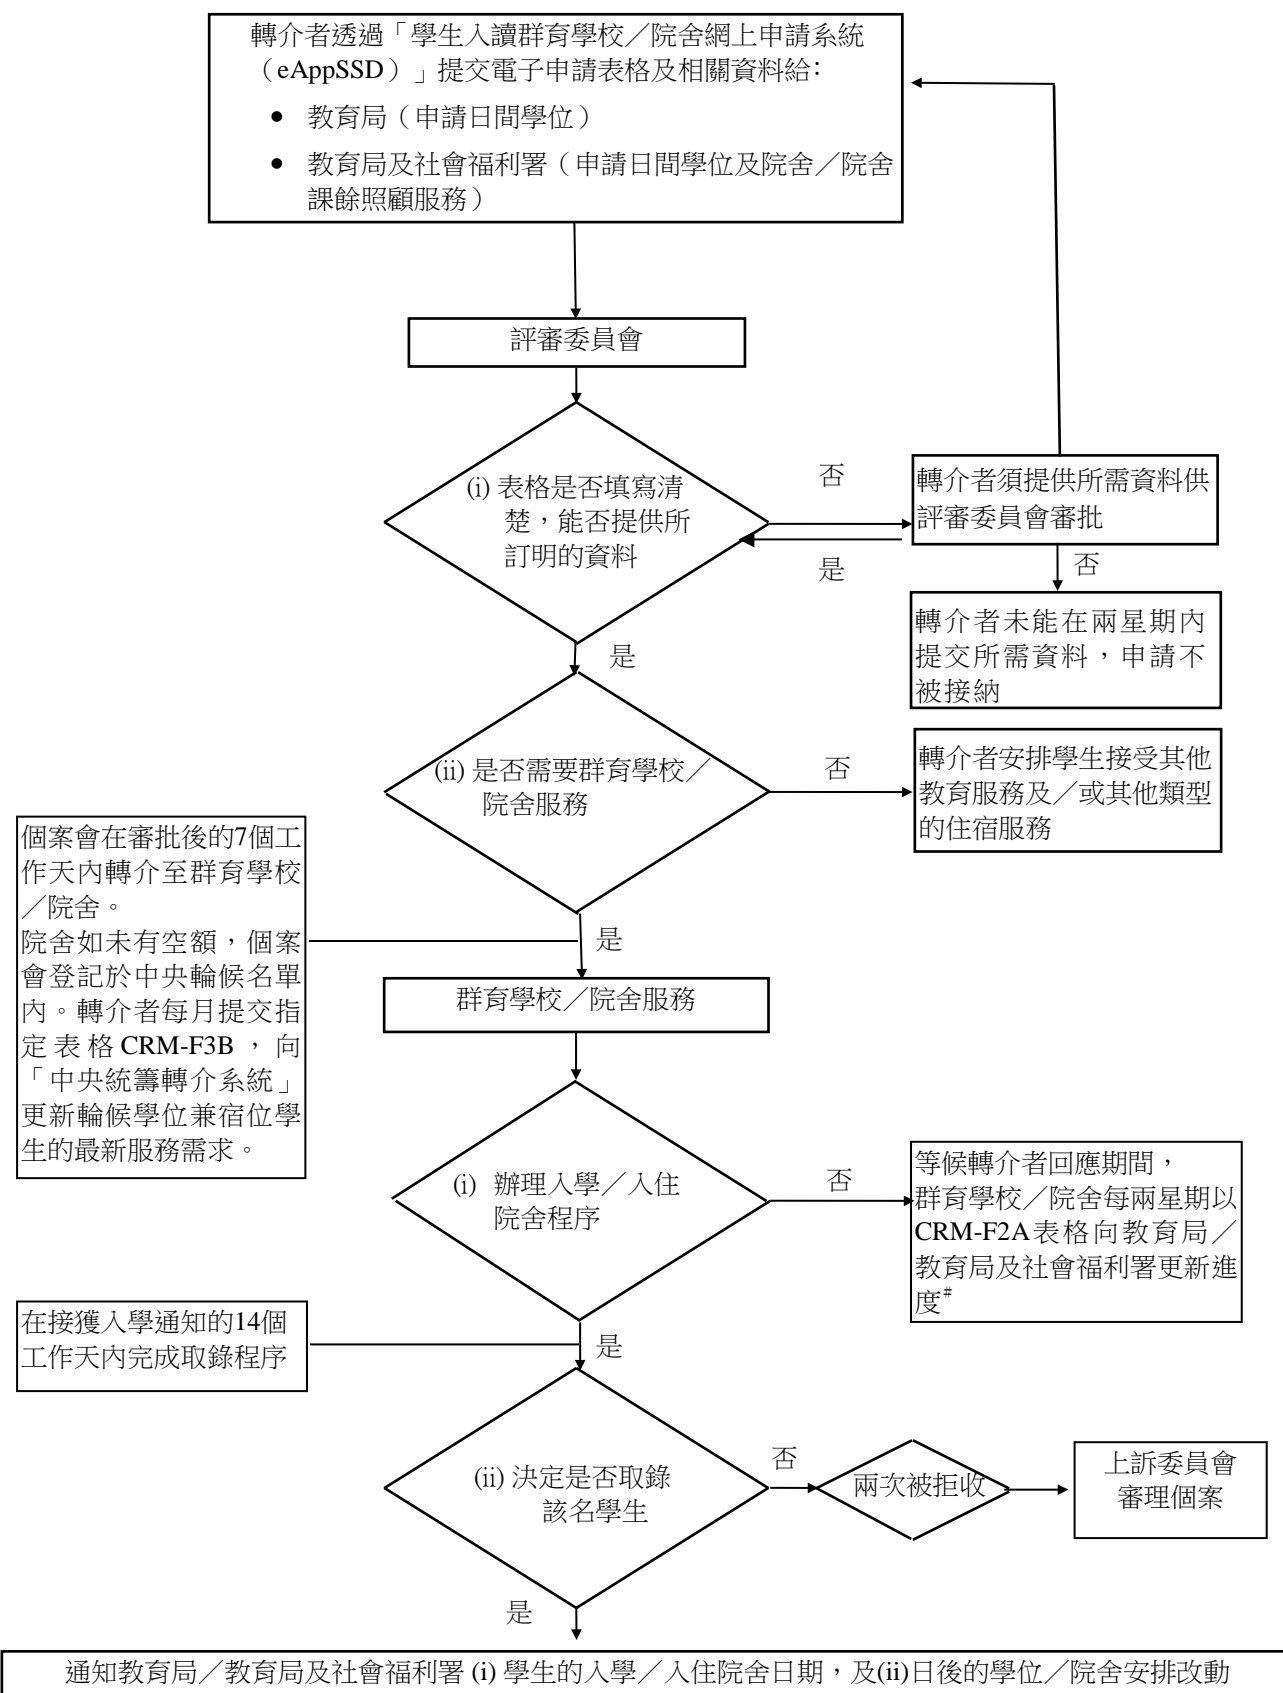 轉介者透過「學生入讀群育學校／院舍網上申請系統
（eAppSSD）」提交電子申請表格及相關資料給:
• 教育局（申請日間學位）
• 教育局及社會福利署（申請日間學位及院舍／院舍
課餘照顧服務）
評審委員會
(i) 表格是否填寫清
楚，能否提供所
訂明的資料
否
是
轉介者須提供所需資料供
評審委員會審批
否
轉介者未能在兩星期內
提交所需資料，申請不
被接納
是
(ii) 是否需要群育學校／
院舍服務
否
轉介者安排學生接受其他
教育服務及／或其他類型
的住宿服務
個案會在審批後的7個工
作天內轉介至群育學校
／院舍。
院舍如未有空額，個案
會登記於中央輪候名單
內。轉介者每月提交指
定表格CRM-F3B，向
「中央統籌轉介系統」
更新輪候學位兼宿位學
生的最新服務需求。
是
群育學校／院舍服務
(i) 辦理入學／入住
院舍程序
否
等候轉介者回應期間，
群育學校／院舍每兩星期以
CRM-F2A表格向教育局／
教育局及社會福利署更新進
度#
在接獲入學通知的14個
工作天內完成取錄程序
是
(ii) 決定是否取錄
該名學生
否
兩次被拒收
上訴委員會
審理個案
是
通知教育局／教育局及社會福利署 (i) 學生的入學／入住院舍日期，及(ii)日後的學位／院舍安排改動